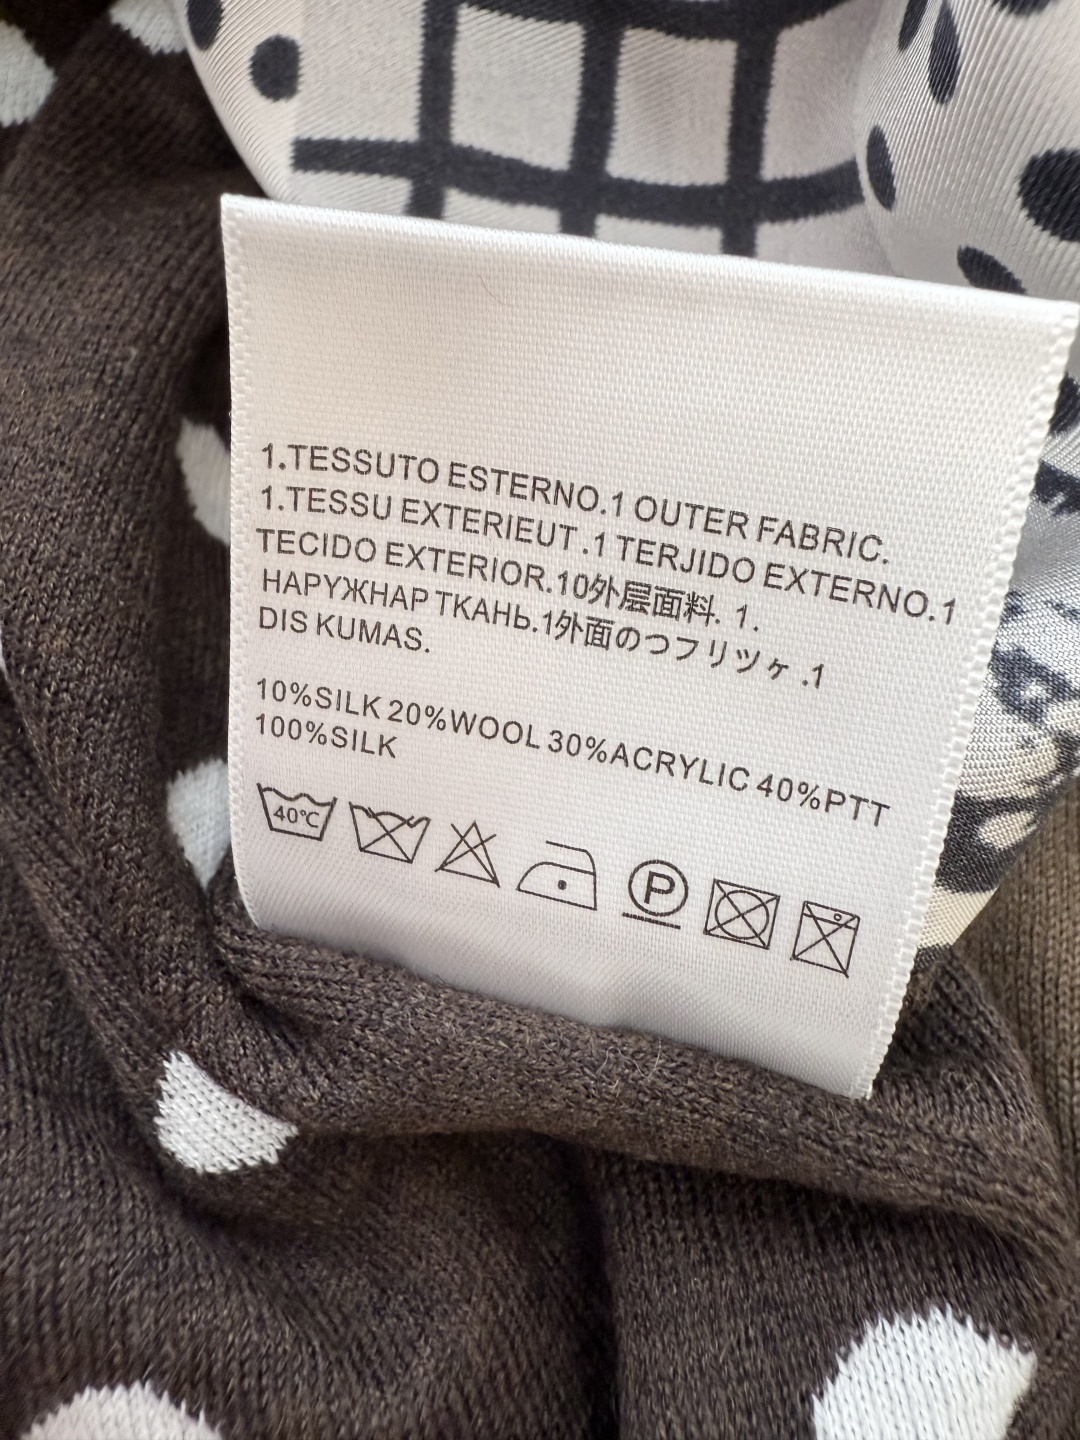 1.TESSUTO ESTERNO.1 OUTER FABRIC.
1.TESSU EXTERIEUT .1 TERJIDO EXTERNO.1
TECIDO EXTERIOR.10外层面料. 1.
НАРУЖНАР ТКАНЬ.1外面のつフリツヶ .1
DIS KUMAS.
10%SILK 20%WOOL 30%ACRYLIC 40%PTT
100%SILK
40℃
P